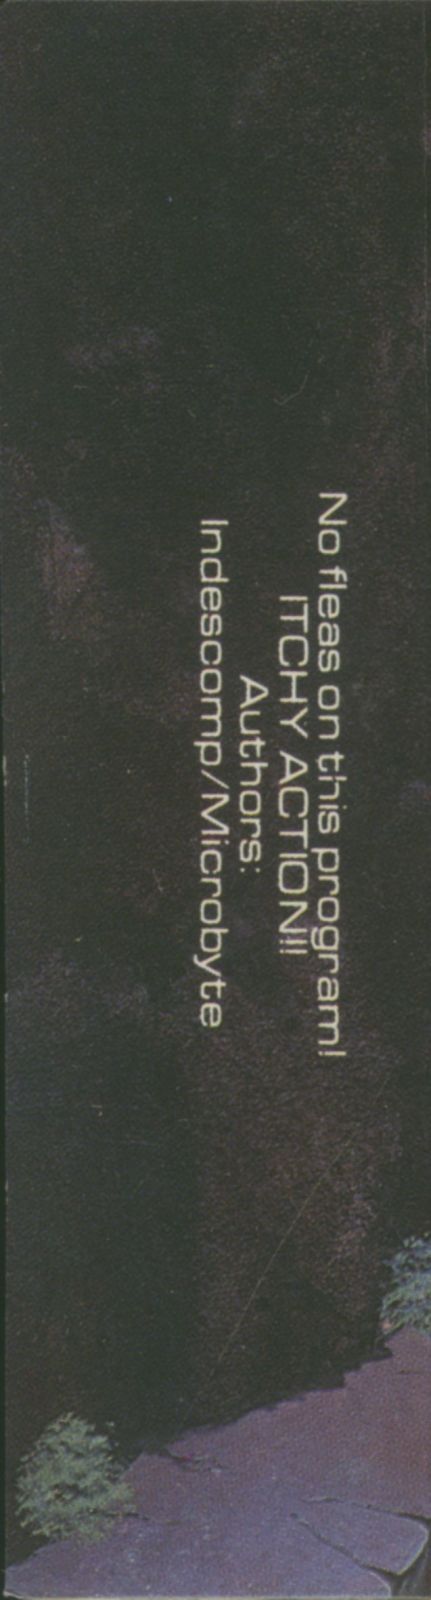 No fleas on this program!
ITCHY ACTION!!
Authors:
Indescomp/Microbyte